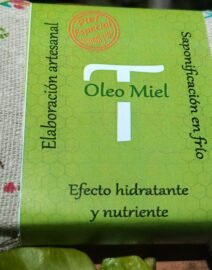 Piel
Especial
Elaboración artesanal
Saponificación en frío
T
Oleo Miel
Efecto hidratante
y nutriente